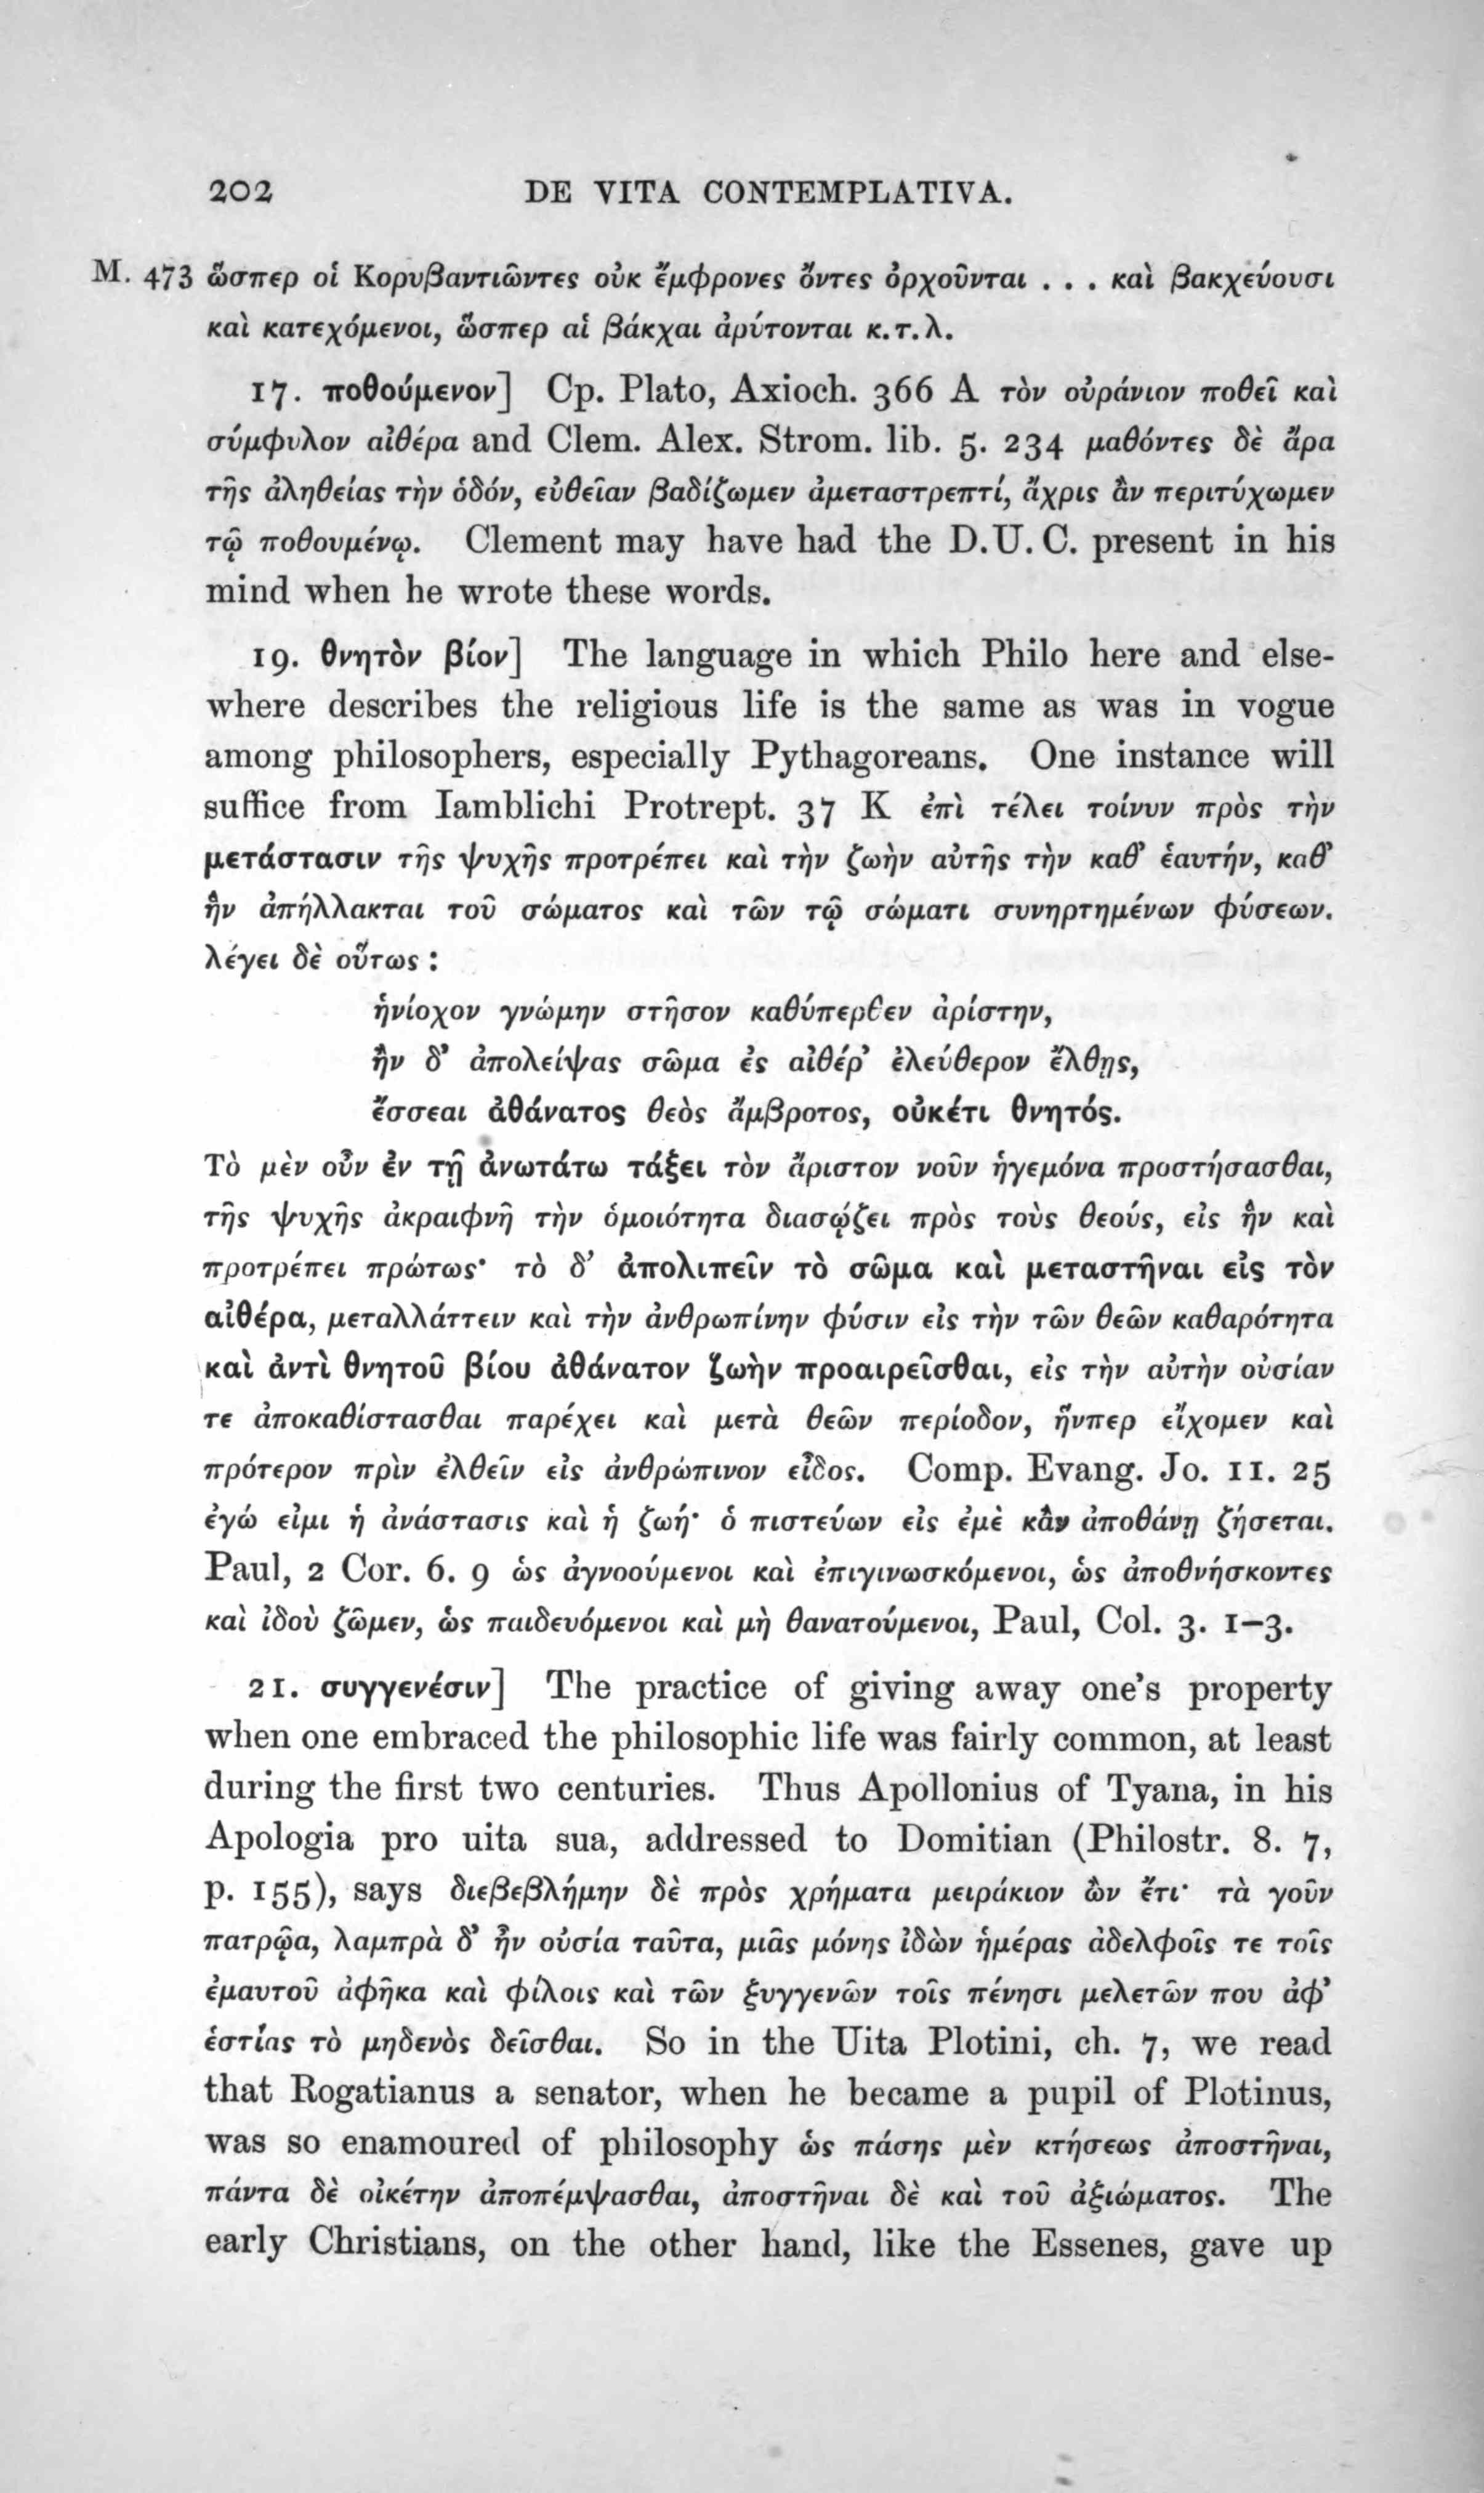 202 DE VITA CONTEMPLATIVA.
M. 473 ὥσπερ οἱ Κορυβαντιῶντες οὐκ ἔμφρονες ὄντες ὀρχοῦνται . . . καὶ βακχεύουσι
καὶ κατεχόμενοι, ὥσπερ αἱ βάκχαι ἀρύτονται κ.τ.λ.
17. ποθούμενον] Cp. Plato, Axioch. 366 A τὸν οὐράνιον ποθεῖ καὶ
σύμφυλον αἰθέρα and Clem. Alex. Strom. lib. 5. 234 μαθόντες δὲ ἄρα
τῆς ἀληθείας τὴν ὁδόν, εὐθεῖαν βαδίζωμεν ἀμεταστρεπτί, ἄχρις ἂν περιτύχωμεν
τῷ ποθουμένῳ. Clement may have had the D.U.C. present in his
mind when he wrote these words.
19. θνητὸν βίον] The language in which Philo here and else-
where describes the religious life is the same as was in vogue
among philosophers, especially Pythagoreans. One instance will
suffice from Iamblichi Protrept. 37 K ἐπὶ τέλει τοίνυν πρὸς τὴν
μετάστασιν τῆς ψυχῆς προτρέπει καὶ τὴν ζωὴν αὐτῆς τὴν καθ' ἑαυτήν, καθ'
ἣν ἀπήλλακται τοῦ σώματος καὶ τῶν τῷ σώματι συνηρτημένων φύσεων.
λέγει δὲ οὕτως :
ἡνίοχον γνώμην στῆσον καθύπερθεν ἀρίστην,
ἢν δ' ἀπολείψας σῶμα ἐς αἰθέρ' ἐλεύθερον ἔλθῃς,
ἔσσεαι ἀθάνατος θεὸς ἄμβροτος, οὐκέτι θνητός.
Τὸ μὲν οὖν ἐν τῇ ἀνωτάτω τάξει τὸν ἄριστον νοῦν ἡγεμόνα προστήσασθαι,
τῆς ψυχῆς ἀκραιφνῆ τὴν ὁμοιότητα διασῴζει πρὸς τοὺς θεούς, εἰς ἣν καὶ
προτρέπει πρώτως· τὸ δ' ἀπολιπεῖν τὸ σῶμα καὶ μεταστῆναι εἰς τὸν
αἰθέρα, μεταλλάττειν καὶ τὴν ἀνθρωπίνην φύσιν εἰς τὴν τῶν θεῶν καθαρότητα
καὶ ἀντὶ θνητοῦ βίου ἀθάνατον ζωὴν προαιρεῖσθαι, εἰς τὴν αὐτὴν οὐσίαν
τε ἀποκαθίστασθαι παρέχει καὶ μετὰ θεῶν περίοδον, ἥνπερ εἴχομεν καὶ
πρότερον πρὶν ἐλθεῖν εἰς ἀνθρώπινον εἶδος. Comp. Evang. Jo. 11. 25
ἐγώ εἰμι ἡ ἀνάστασις καὶ ἡ ζωή· ὁ πιστεύων εἰς ἐμὲ κἂν ἀποθάνῃ ζήσεται.
Paul, 2 Cor. 6. 9 ὡς ἀγνοούμενοι καὶ ἐπιγινωσκόμενοι, ὡς ἀποθνήσκοντες
καὶ ἰδοὺ ζῶμεν, ὡς παιδευόμενοι καὶ μὴ θανατούμενοι, Paul, Col. 3. 1–3.
21. συγγενέσιν] The practice of giving away one's property
when one embraced the philosophic life was fairly common, at least
during the first two centuries. Thus Apollonius of Tyana, in his
Apologia pro uita sua, addressed to Domitian (Philostr. 8. 7,
p. 155), says διεβεβλήμην δὲ πρὸς χρήματα μειράκιον ὢν ἔτι· τὰ γοῦν
πατρῷα, λαμπρὰ δ' ἦν οὐσία ταῦτα, μιᾶς μόνης ἰδὼν ἡμέρας ἀδελφοῖς τε τοῖς
ἐμαυτοῦ ἀφῆκα καὶ φίλοις καὶ τῶν ξυγγενῶν τοῖς πένησι μελετῶν που ἀφ'
ἑστίας τὸ μηδενὸς δεῖσθαι. So in the Uita Plotini, ch. 7, we read
that Rogatianus a senator, when he became a pupil of Plotinus,
was so enamoured of philosophy ὡς πάσης μὲν κτήσεως ἀποστῆναι,
πάντα δὲ οἰκέτην ἀποπέμψασθαι, ἀποστῆναι δὲ καὶ τοῦ ἀξιώματος. The
early Christians, on the other hand, like the Essenes, gave up